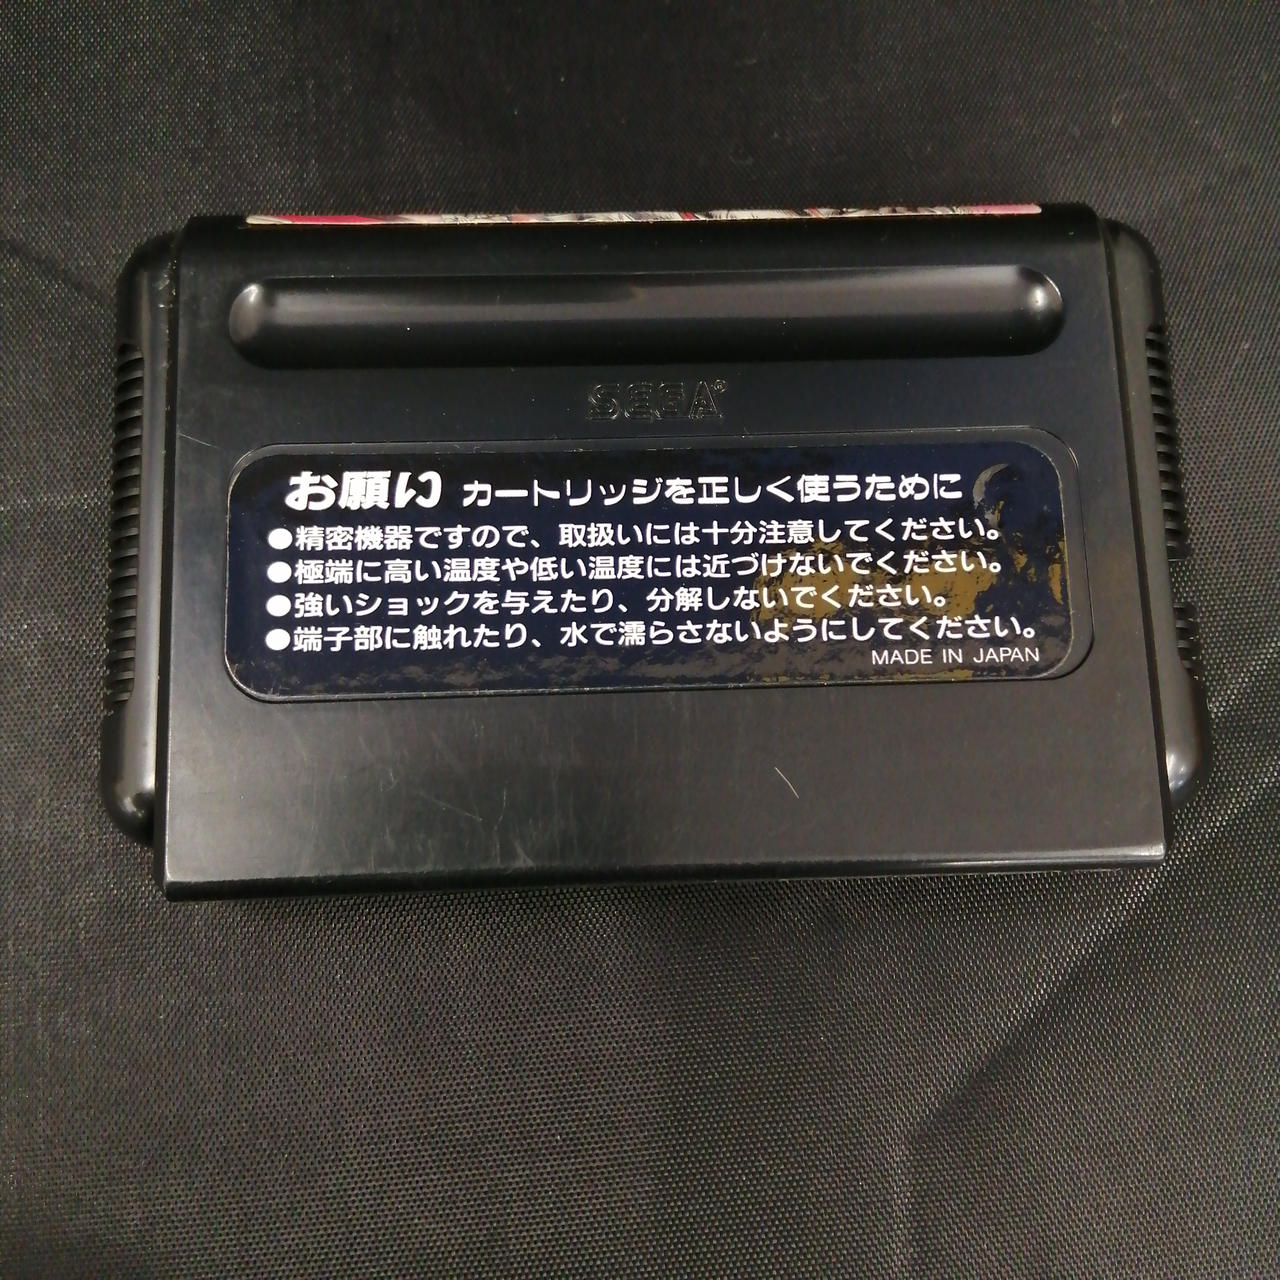 SEGA®
お願い カートリッジを正しく使うために
●精密機器ですので、取扱いには十分注意してください。
●極端に高い温度や低い温度には近づけないでください。
●強いショックを与えたり、分解しないでください。
●端子部に触れたり、水で濡らさないようにしてください。
MADE IN JAPAN